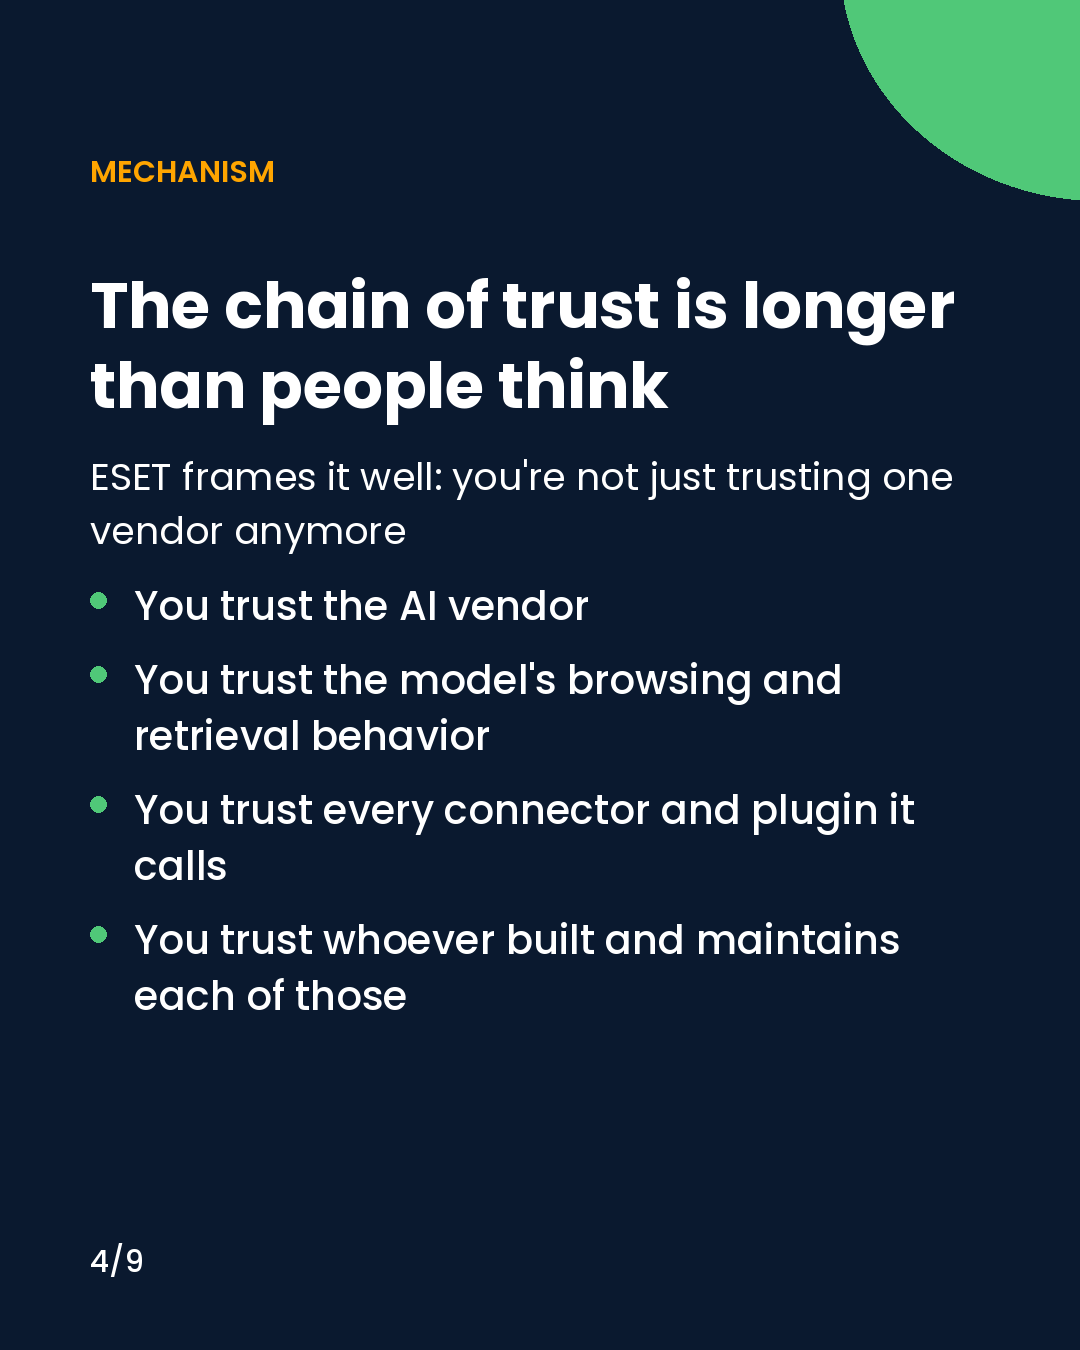 MECHANISM
The chain of trust is longer
than people think
ESET frames it well: you're not just trusting one
vendor anymore
You trust the AI vendor
You trust the model's browsing and
retrieval behavior
You trust every connector and plugin it
calls
You trust whoever built and maintains
each of those
4/9